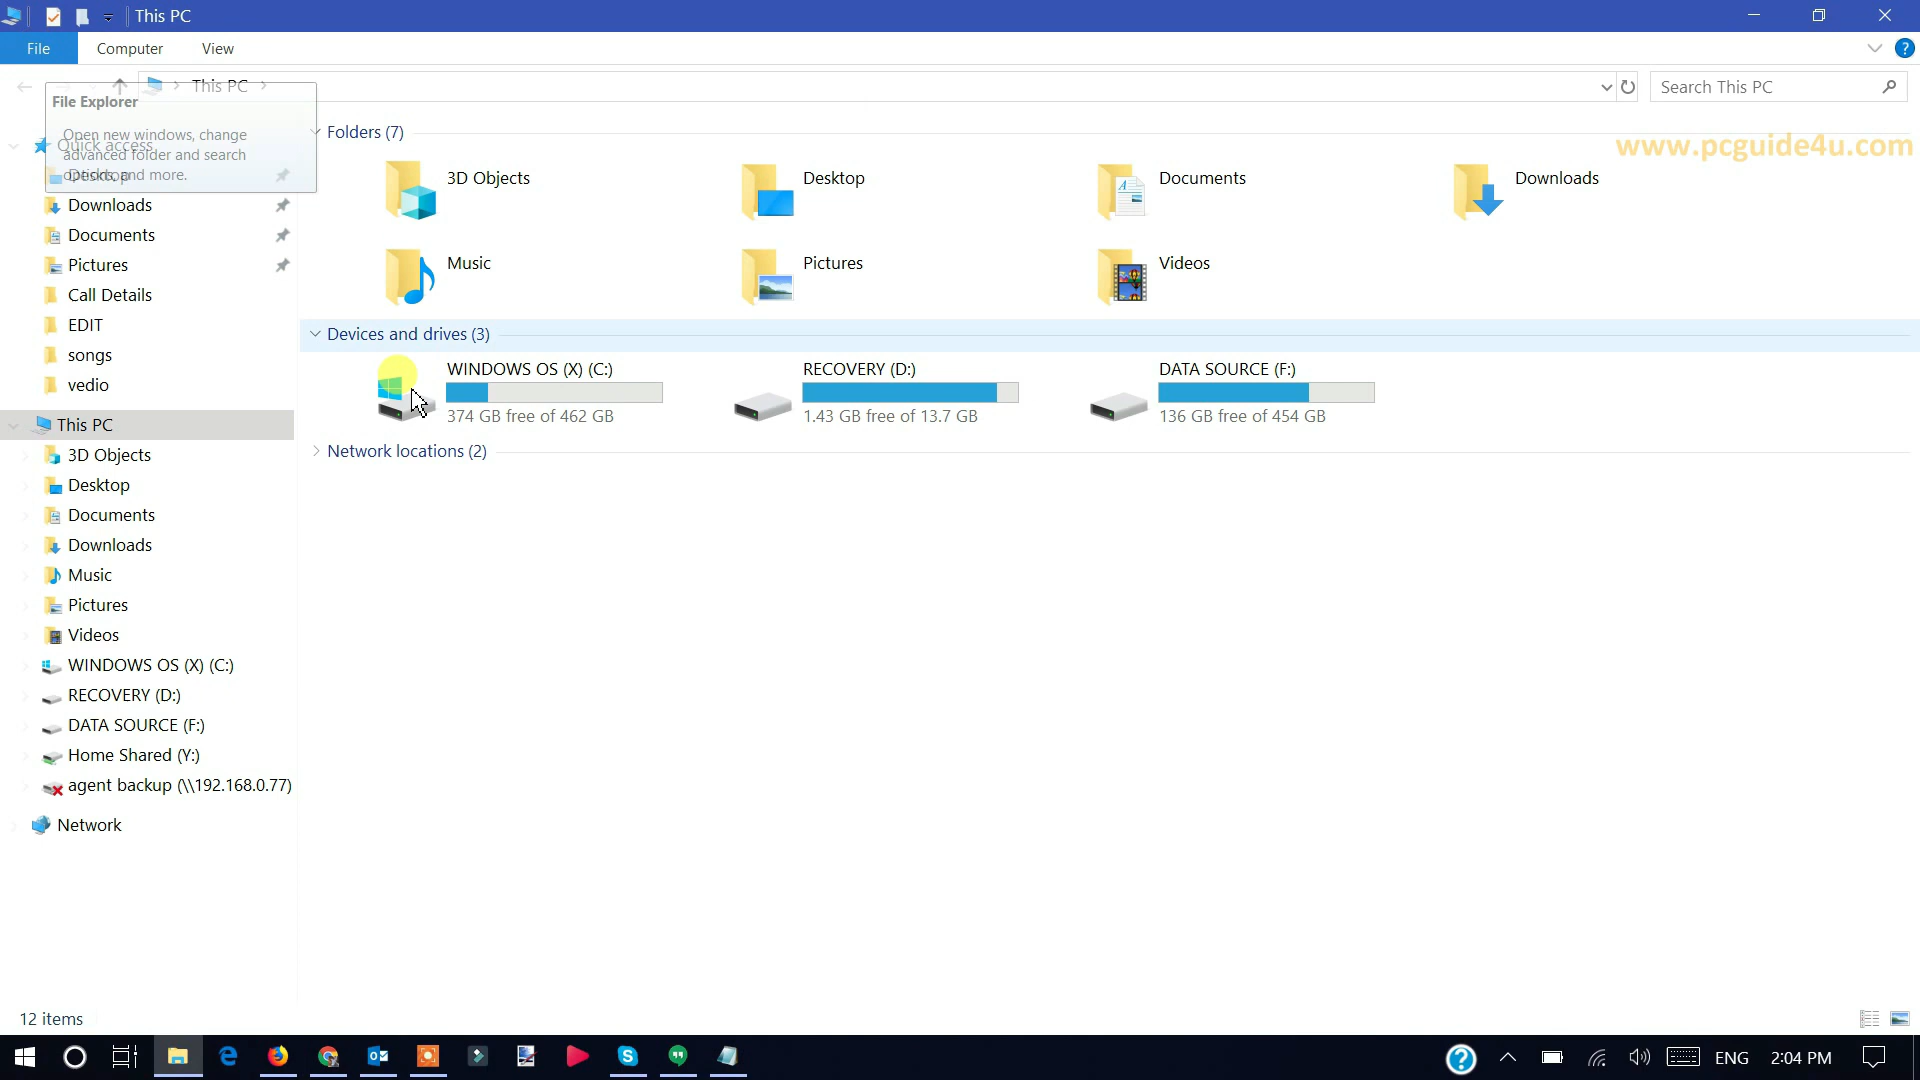 This PC
File
Computer
View
This PC
Search This PC
File Explorer
Open new windows, change
advanced folder and search
options, and more.
Quick access
Desktop
Downloads
Documents
Pictures
Call Details
EDIT
songs
vedio
This PC
3D Objects
Desktop
Documents
Downloads
Music
Pictures
Videos
WINDOWS OS (X) (C:)
RECOVERY (D:)
DATA SOURCE (F:)
Home Shared (Y:)
agent backup (\\192.168.0.77)
Network
Folders (7)
www.pcguide4u.com
3D Objects
Desktop
Documents
Downloads
Music
Pictures
Videos
Devices and drives (3)
WINDOWS OS (X) (C:)
374 GB free of 462 GB
RECOVERY (D:)
1.43 GB free of 13.7 GB
DATA SOURCE (F:)
136 GB free of 454 GB
Network locations (2)
12 items
ENG
2:04 PM